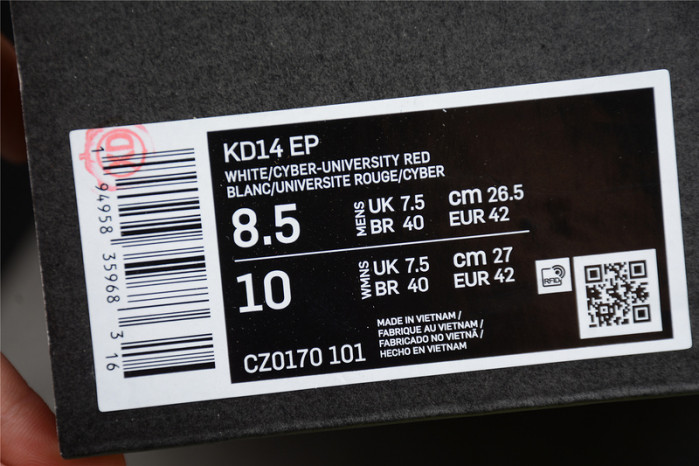 KD
1 94958 35968 3 16
KD14 EP
WHITE/CYBER-UNIVERSITY RED
BLANC/UNIVERSITE ROUGE/CYBER
8.5
MENS
UK 7.5
cm 26.5
BR 40
EUR 42
10
WMNS
UK 7.5
cm 27
BR 40
EUR 42
RFID
CZ0170 101
MADE IN VIETNAM /
FABRIQUE AU VIETNAM /
FABRICADO NO VIETNÃ /
HECHO EN VIETNAM